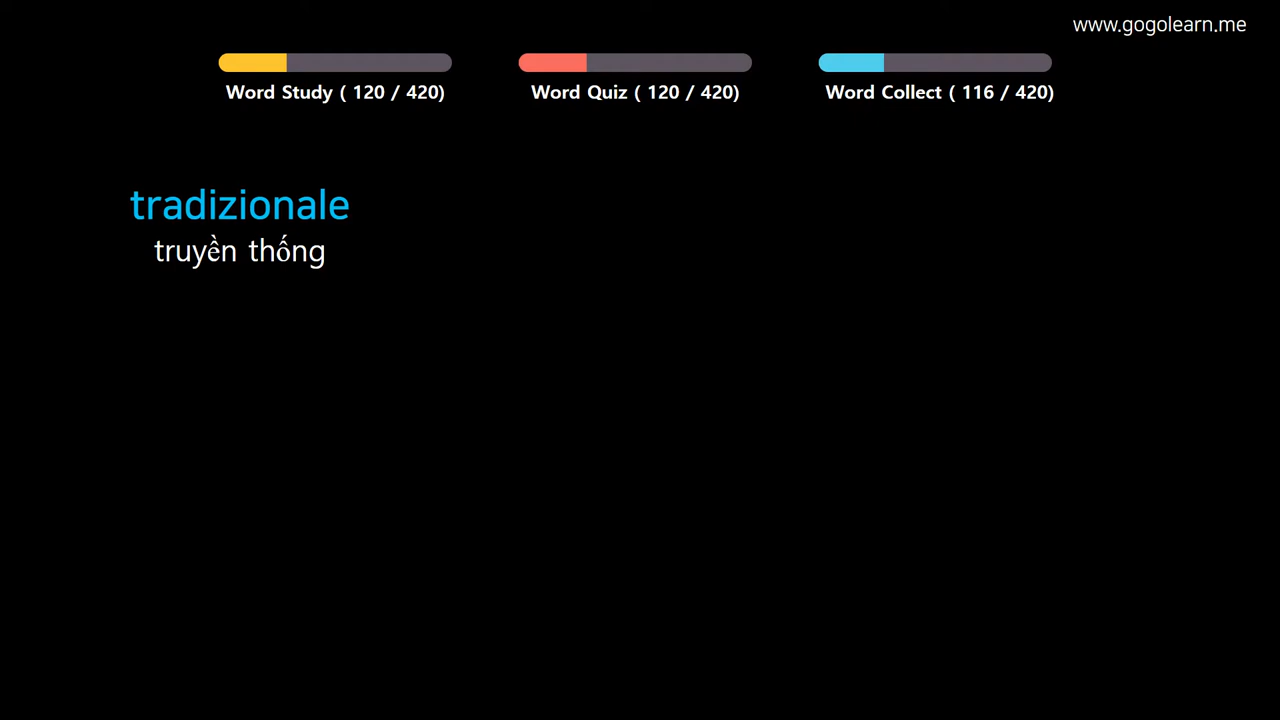 www.gogolearn.me
Word Study ( 120 / 420)
Word Quiz ( 120 / 420)
Word Collect ( 116 / 420)
tradizionale
truyền thống